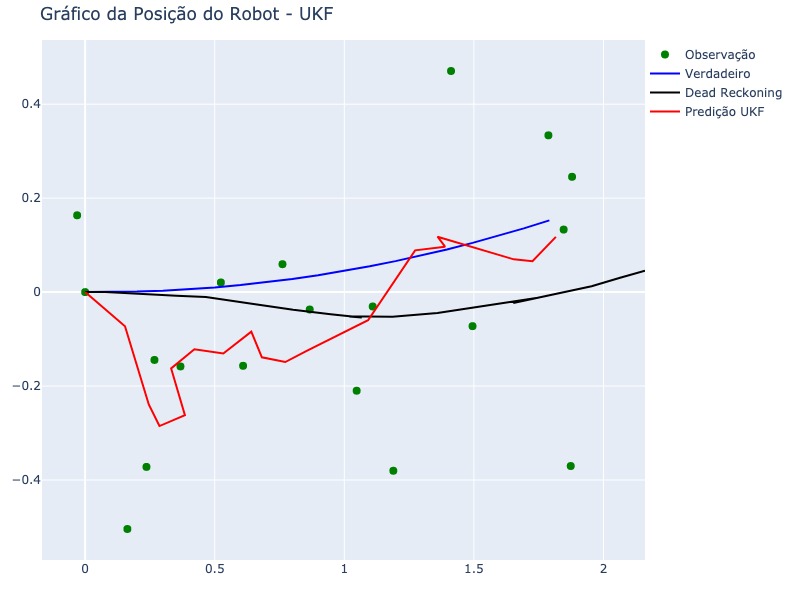 Gráfico da Posição do Robot - UKF
Observação
Verdadeiro
Dead Reckoning
Predição UKF
0.4
0.2
0
−0.2
−0.4
0 0.5 1 1.5 2